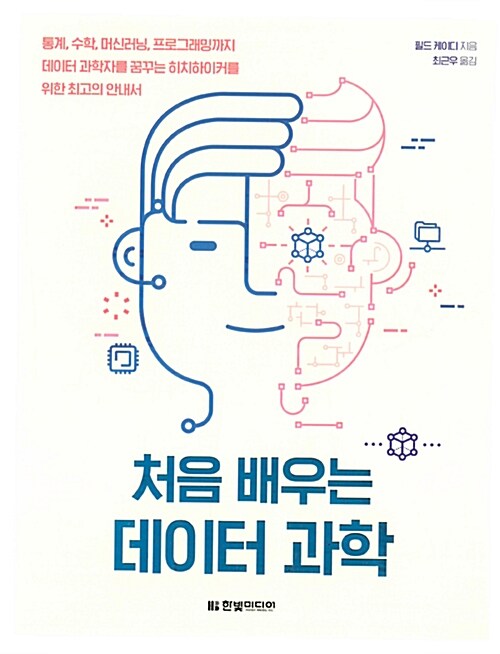 통계, 수학, 머신러닝, 프로그래밍까지
데이터 과학자를 꿈꾸는 히치하이커를
위한 최고의 안내서
필드 케이디 지음
최근우 옮김
처음 배우는
데이터 과학
한빛미디어